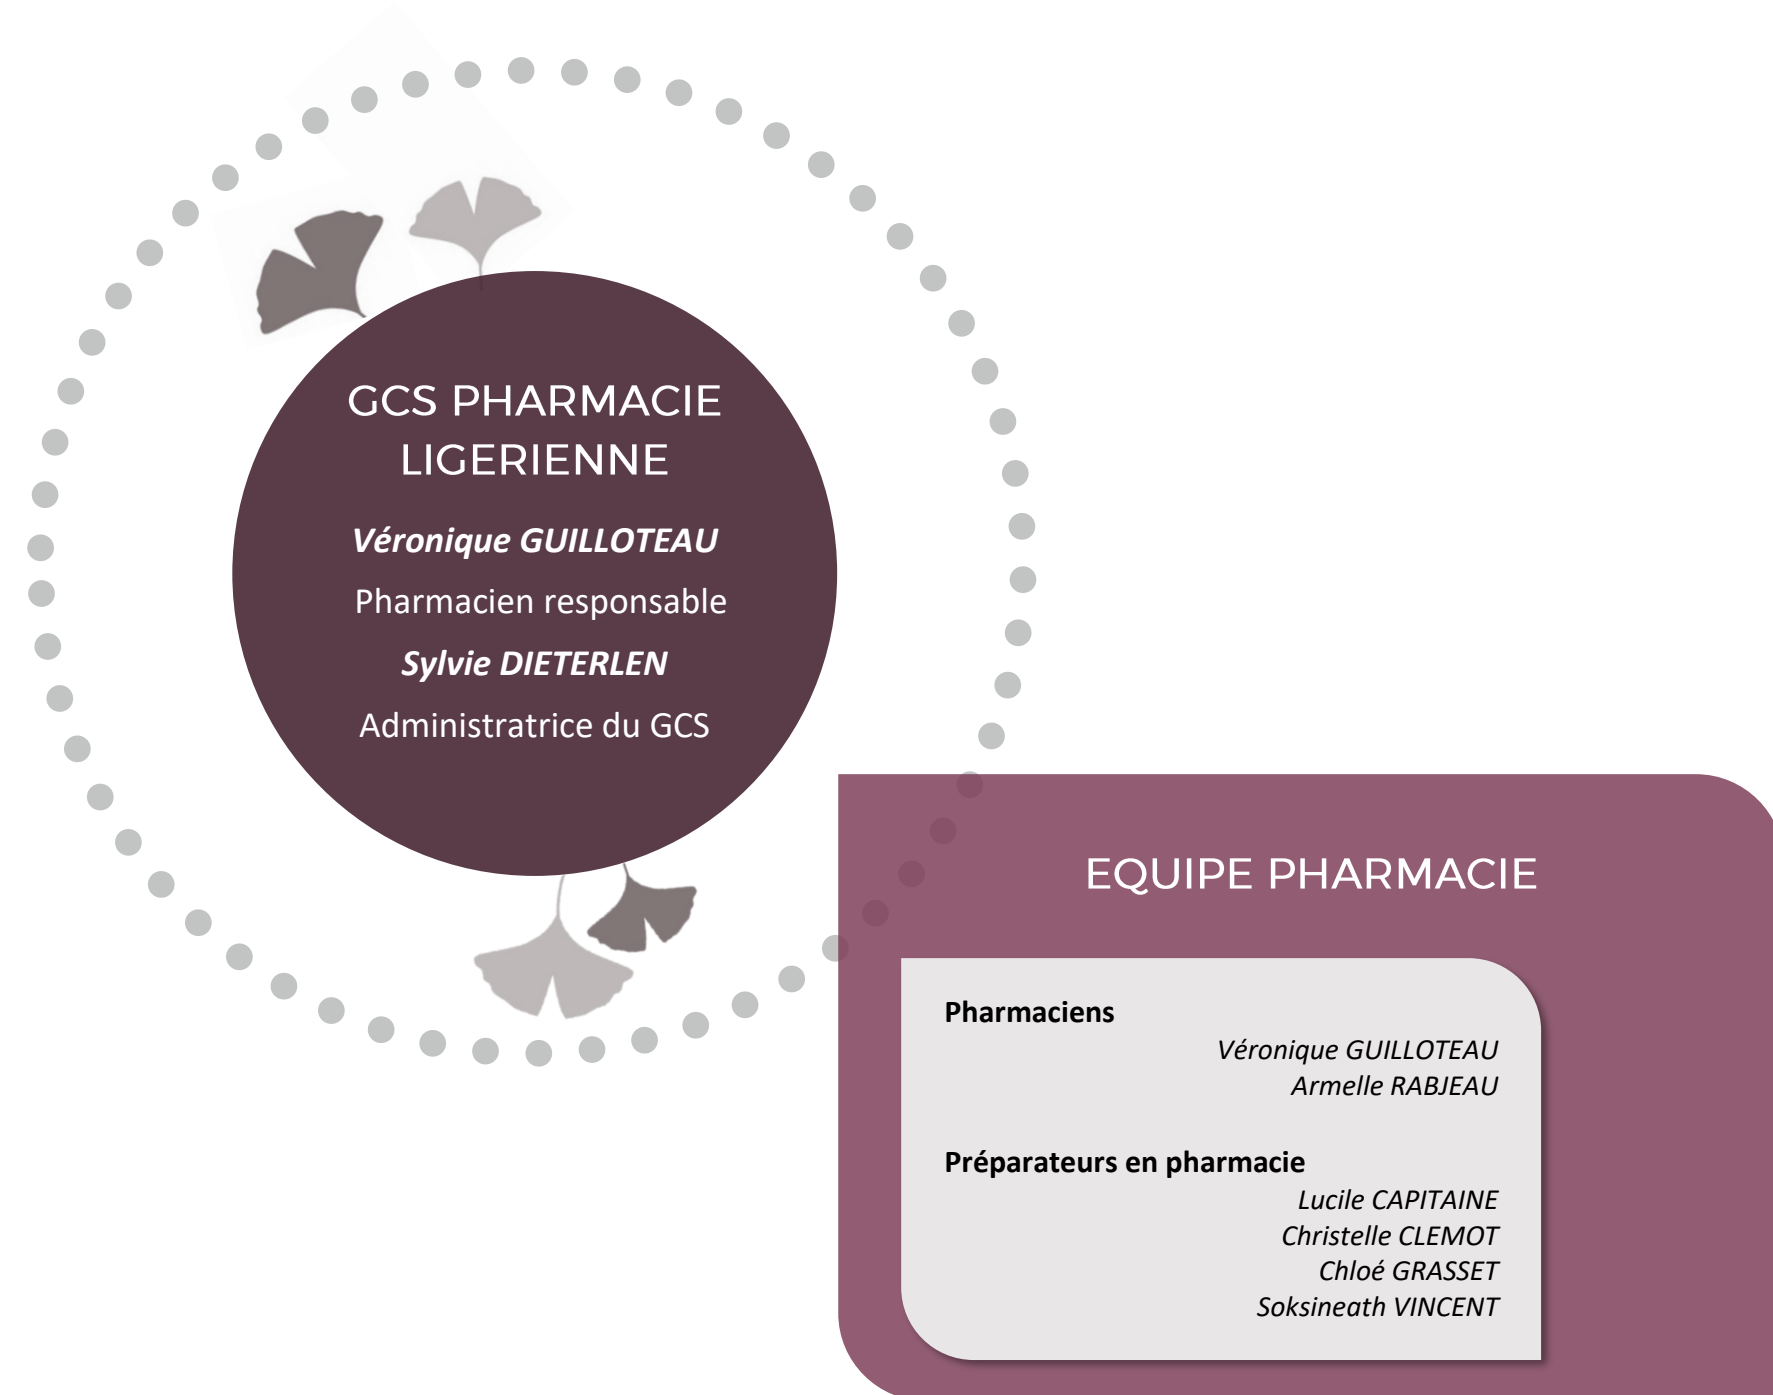 GCS PHARMACIE
LIGERIENNE
Véronique GUILLOTEAU
Pharmacien responsable
Sylvie DIETERLEN
Administratrice du GCS
EQUIPE PHARMACIE
Pharmaciens
Véronique GUILLOTEAU
Armelle RABJEAU
Préparateurs en pharmacie
Lucile CAPITAINE
Christelle CLEMOT
Chloé GRASSET
Soksineath VINCENT